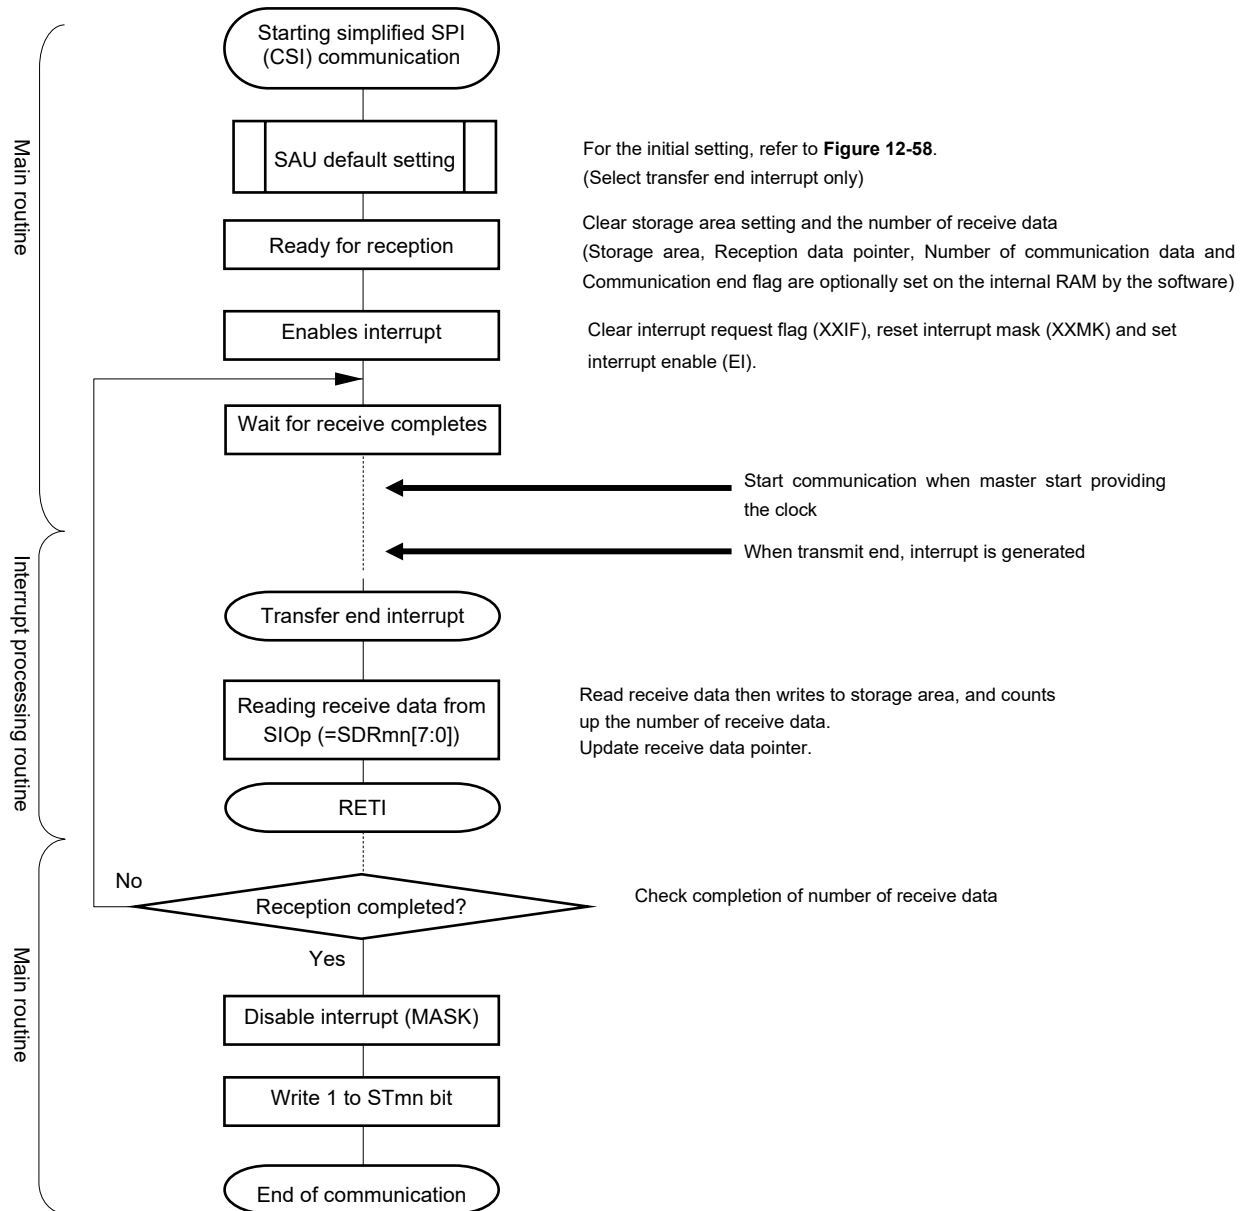 Starting simplified SPI
(CSI) communication
Main routine
SAU default setting
For the initial setting, refer to Figure 12-58.
(Select transfer end interrupt only)
Ready for reception
Clear storage area setting and the number of receive data
(Storage area, Reception data pointer, Number of communication data and
Communication end flag are optionally set on the internal RAM by the software)
Enables interrupt
Clear interrupt request flag (XXIF), reset interrupt mask (XXMK) and set
interrupt enable (EI).
Wait for receive completes
Start communication when master start providing
the clock
When transmit end, interrupt is generated
Interrupt processing routine
Transfer end interrupt
Reading receive data from
SIOp (=SDRmn[7:0])
Read receive data then writes to storage area, and counts
up the number of receive data.
Update receive data pointer.
RETI
No
Reception completed?
Check completion of number of receive data
Yes
Main routine
Disable interrupt (MASK)
Write 1 to STmn bit
End of communication